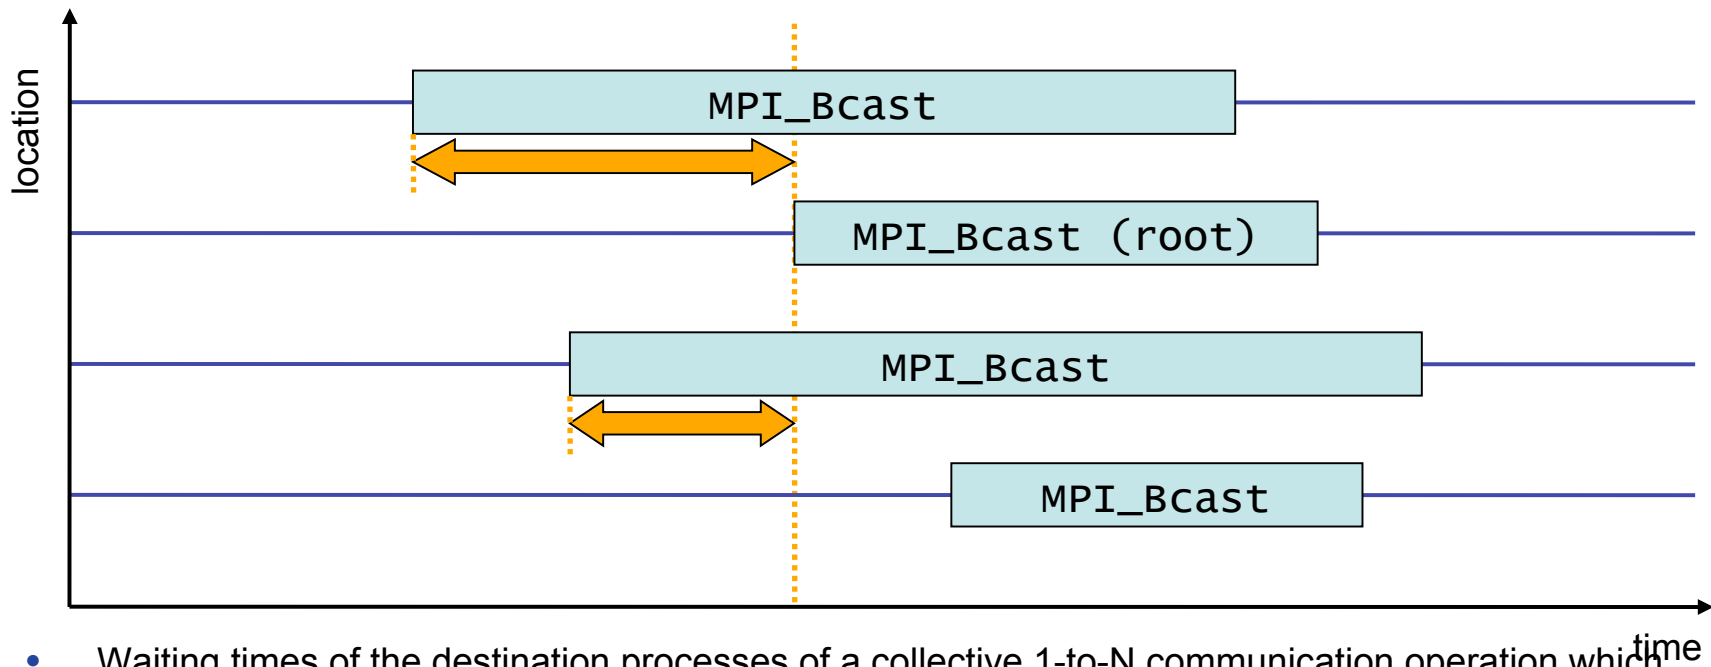 location
MPI_Bcast
MPI_Bcast (root)
MPI_Bcast
MPI_Bcast
time
• Waiting times of the destination processes of a collective 1-to-N communication operation which